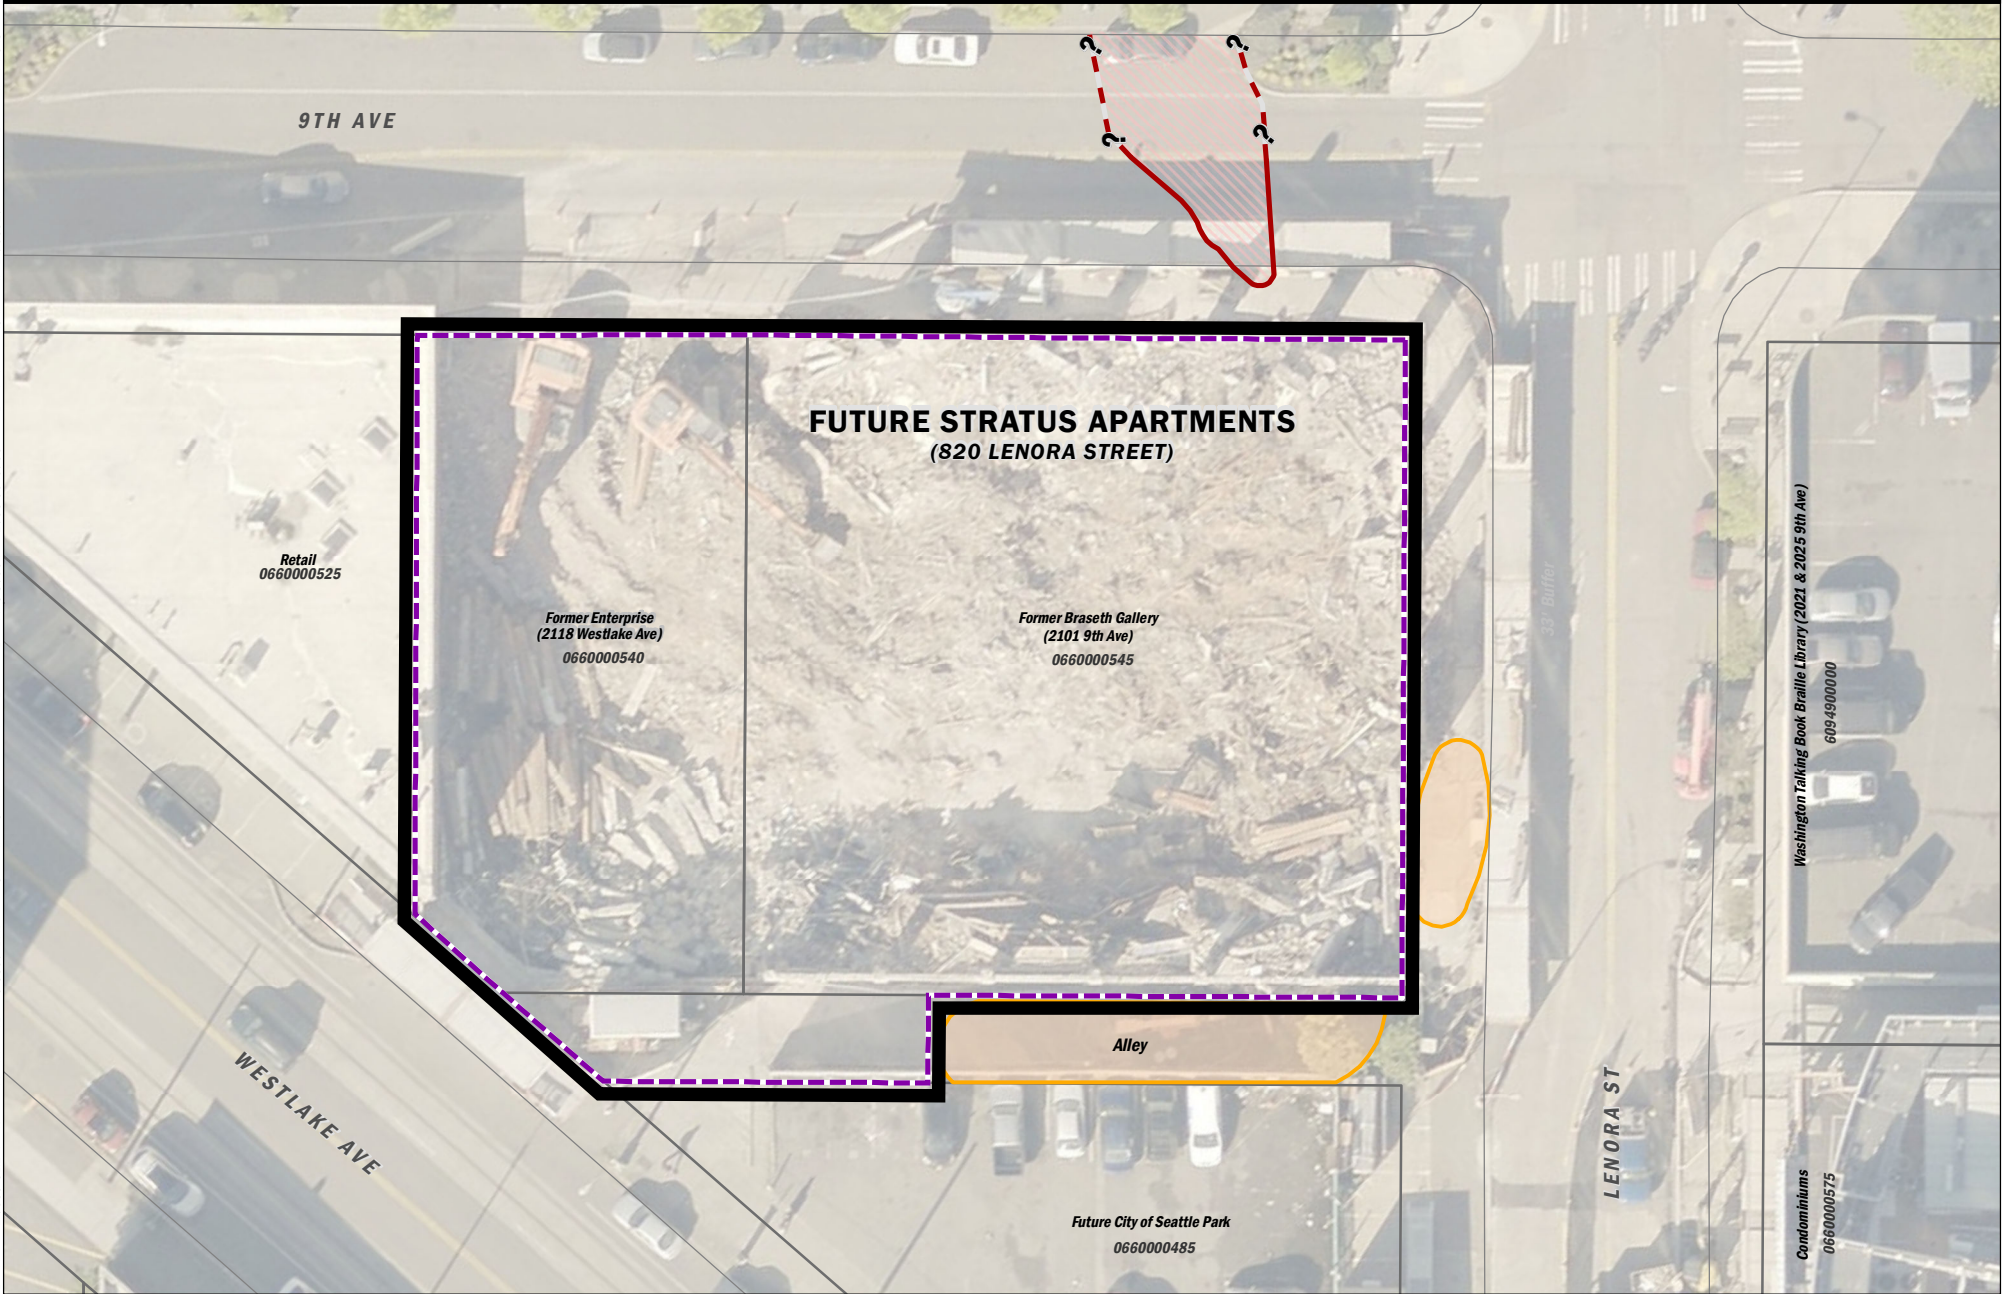 ?
?
9TH AVE
?
?
FUTURE STRATUS APARTMENTS
(820 LENORA STREET)
Retail
0660000525
Former Enterprise
(2118 Westlake Ave)
0660000540
Former Braseth Gallery
(2101 9th Ave)
0660000545
33' Buffer
Washington Talking Book Braille Library (2021 & 2025 9th Ave)
6094900000
Alley
WESTLAKE AVE
LENORA ST
Future City of Seattle Park
0660000485
Condominiums
0660000575